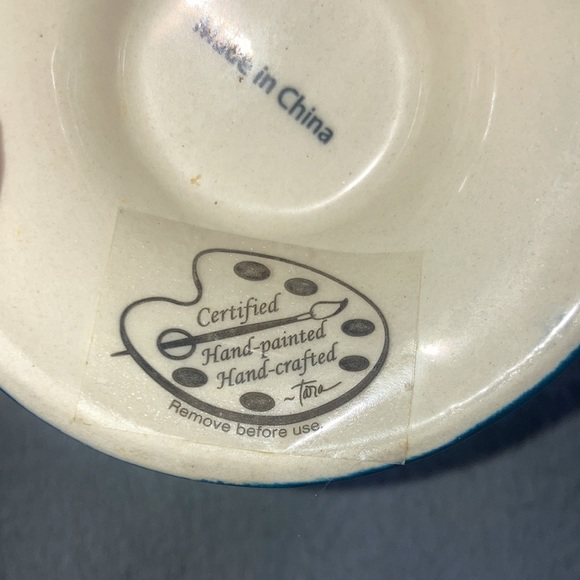 Made in China
Certified
Hand-painted
Hand-crafted
~Tara
Remove before use.